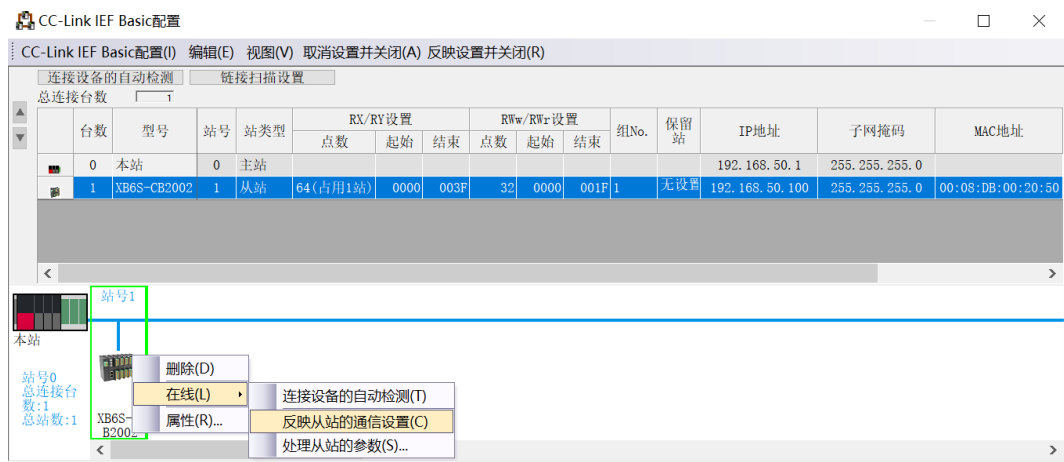 CC-Link IEF Basic配置
CC-Link IEF Basic配置(I) 编辑(E) 视图(V) 取消设置并关闭(A) 反映设置并关闭(R)
连接设备的自动检测 链接扫描设置
总连接台数 1
台数 型号 站号 站类型 RX/RY设置 RWw/RWr设置 组No. 保留站 IP地址 子网掩码 MAC地址
点数 起始 结束 点数 起始 结束
0 本站 0 主站 192.168.50.1 255.255.255.0
1 XB6S-CB2002 1 从站 64(占用1站) 0000 003F 32 0000 001F 1 无设置 192.168.50.100 255.255.255.0 00:08:DB:00:20:50
站号1
本站
站号0
总连接台
数:1
总站数:1
XB6S-
B2002
删除(D)
在线(L)
属性(R)...
连接设备的自动检测(T)
反映从站的通信设置(C)
处理从站的参数(S)...